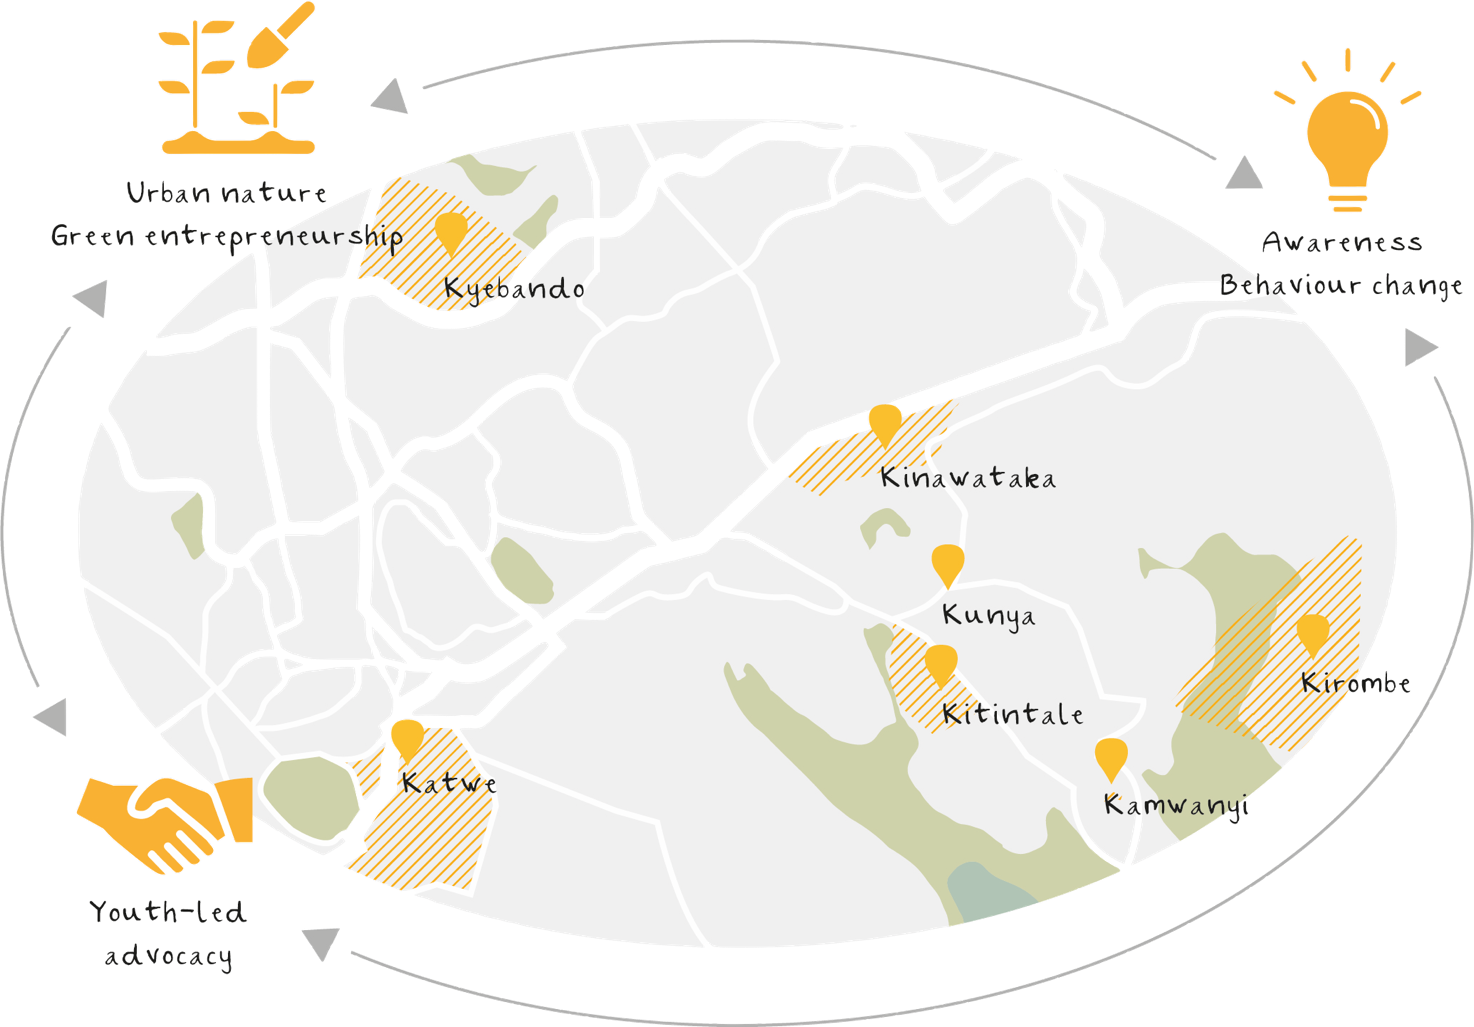 Urban nature
Green entrepreneurship
Awareness
Behaviour change
Kyebando
Kinawataka
Kunya
Kirombe
Kitintale
Katwe
Kamwanyi
Youth-led
advocacy